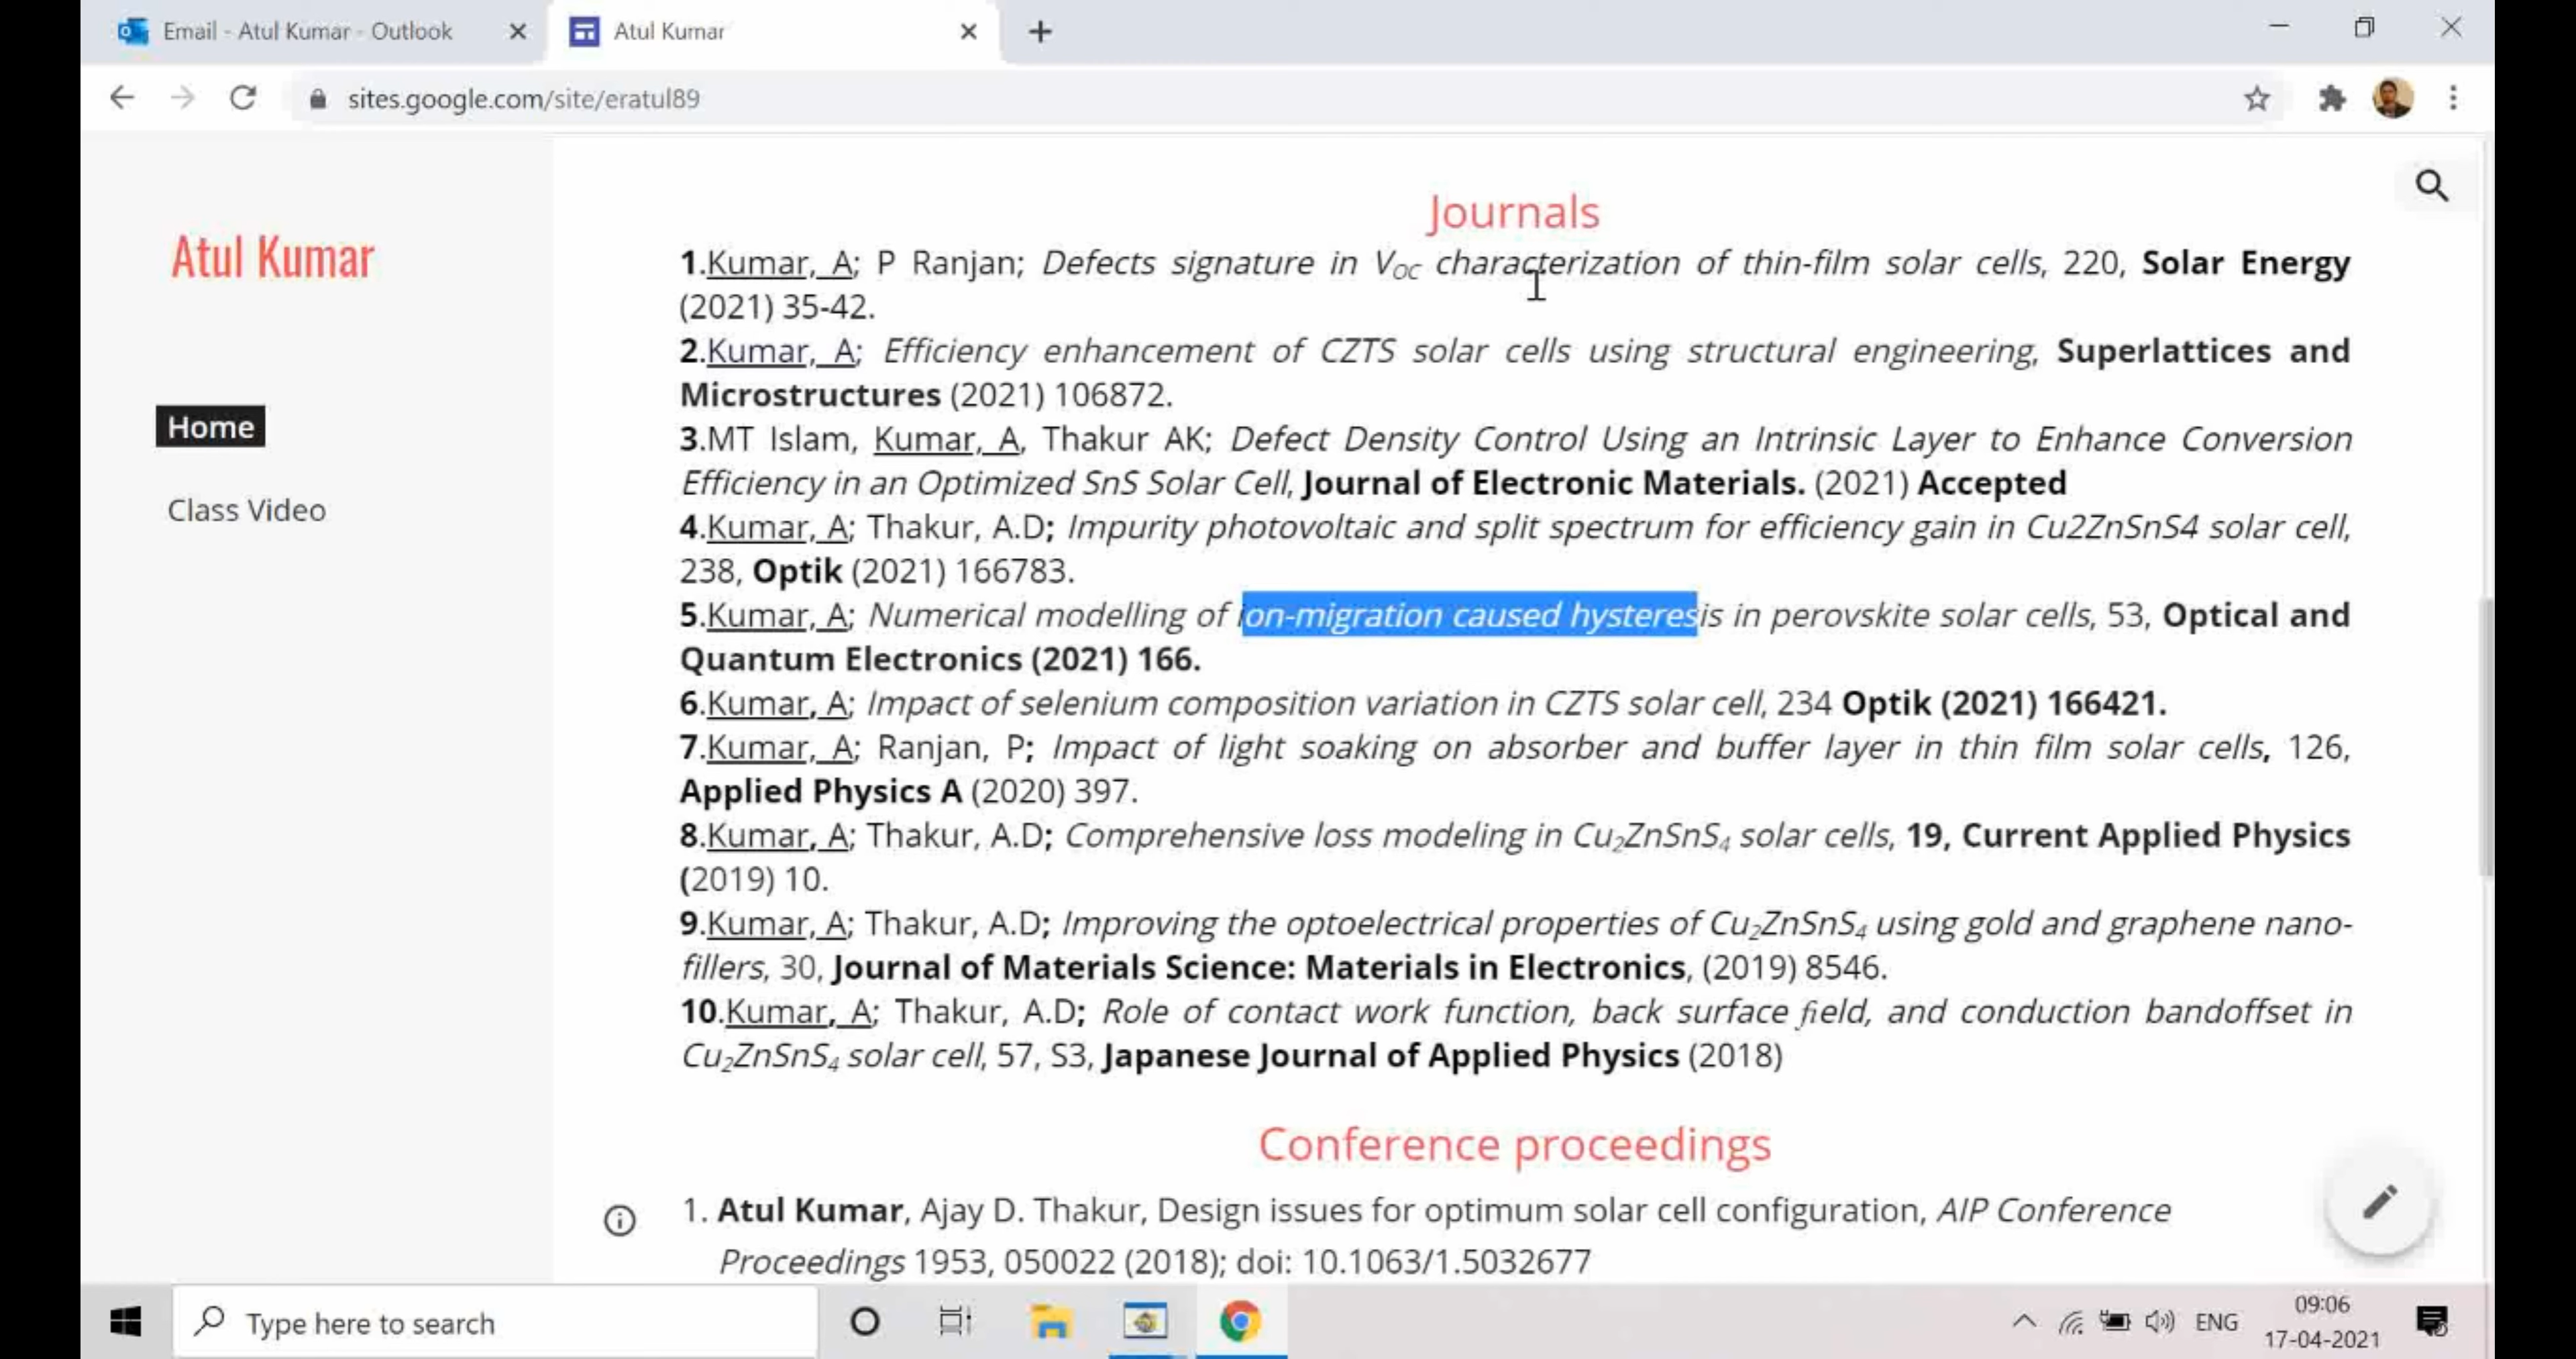 Email - Atul Kumar - Outlook
Atul Kumar
sites.google.com/site/eratul89
Atul Kumar
Home
Class Video
Journals
1.Kumar, A; P Ranjan; Defects signature in VOC characterization of thin-film solar cells, 220, Solar Energy
(2021) 35-42.
2.Kumar, A; Efficiency enhancement of CZTS solar cells using structural engineering, Superlattices and
Microstructures (2021) 106872.
3.MT Islam, Kumar, A, Thakur AK; Defect Density Control Using an Intrinsic Layer to Enhance Conversion
Efficiency in an Optimized SnS Solar Cell, Journal of Electronic Materials. (2021) Accepted
4.Kumar, A; Thakur, A.D; Impurity photovoltaic and split spectrum for efficiency gain in Cu2ZnSnS4 solar cell,
238, Optik (2021) 166783.
5.Kumar, A; Numerical modelling of ion-migration caused hysteresis in perovskite solar cells, 53, Optical and
Quantum Electronics (2021) 166.
6.Kumar, A; Impact of selenium composition variation in CZTS solar cell, 234 Optik (2021) 166421.
7.Kumar, A; Ranjan, P; Impact of light soaking on absorber and buffer layer in thin film solar cells, 126,
Applied Physics A (2020) 397.
8.Kumar, A; Thakur, A.D; Comprehensive loss modeling in Cu₂ZnSnS₄ solar cells, 19, Current Applied Physics
(2019) 10.
9.Kumar, A; Thakur, A.D; Improving the optoelectrical properties of Cu₂ZnSnS₄ using gold and graphene nano-
fillers, 30, Journal of Materials Science: Materials in Electronics, (2019) 8546.
10.Kumar, A; Thakur, A.D; Role of contact work function, back surface field, and conduction bandoffset in
Cu₂ZnSnS₄ solar cell, 57, S3, Japanese Journal of Applied Physics (2018)
Conference proceedings
1. Atul Kumar, Ajay D. Thakur, Design issues for optimum solar cell configuration, AIP Conference
Proceedings 1953, 050022 (2018); doi: 10.1063/1.5032677
Type here to search
ENG
09:06
17-04-2021